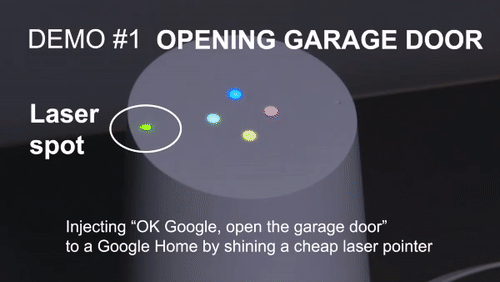 DEMO #1 OPENING GARAGE DOOR
Laser
spot
Injecting “OK Google, open the garage door”
to a Google Home by shining a cheap laser pointer